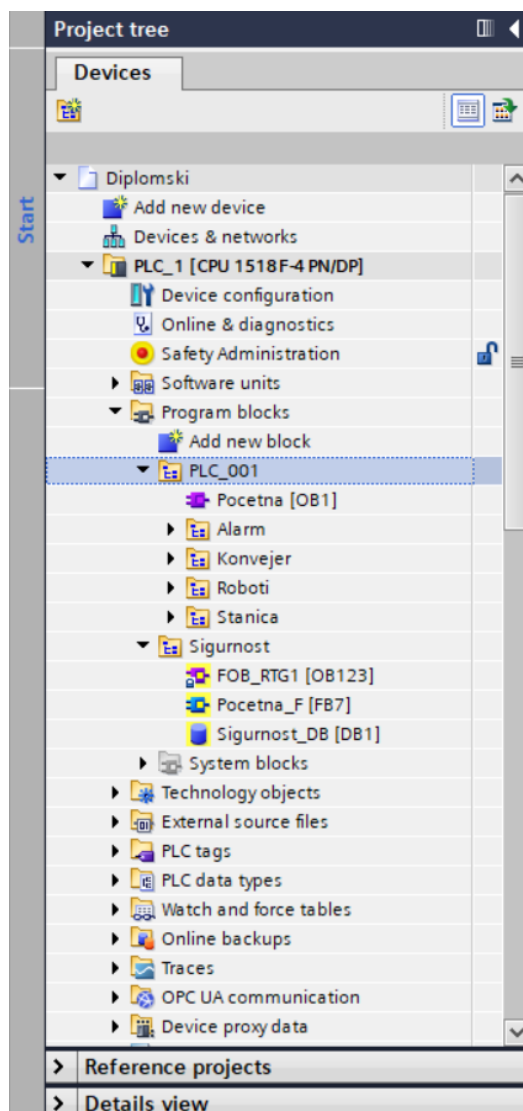 Project tree
Devices
Start
Diplomski
Add new device
Devices & networks
PLC_1 [CPU 1518F-4 PN/DP]
Device configuration
Online & diagnostics
Safety Administration
Software units
Program blocks
Add new block
PLC_001
Pocetna [OB1]
Alarm
Konvejer
Roboti
Stanica
Sigurnost
FOB_RTG1 [OB123]
Pocetna_F [FB7]
Sigurnost_DB [DB1]
System blocks
Technology objects
External source files
PLC tags
PLC data types
Watch and force tables
Online backups
Traces
OPC UA communication
Device proxy data
Reference projects
Details view